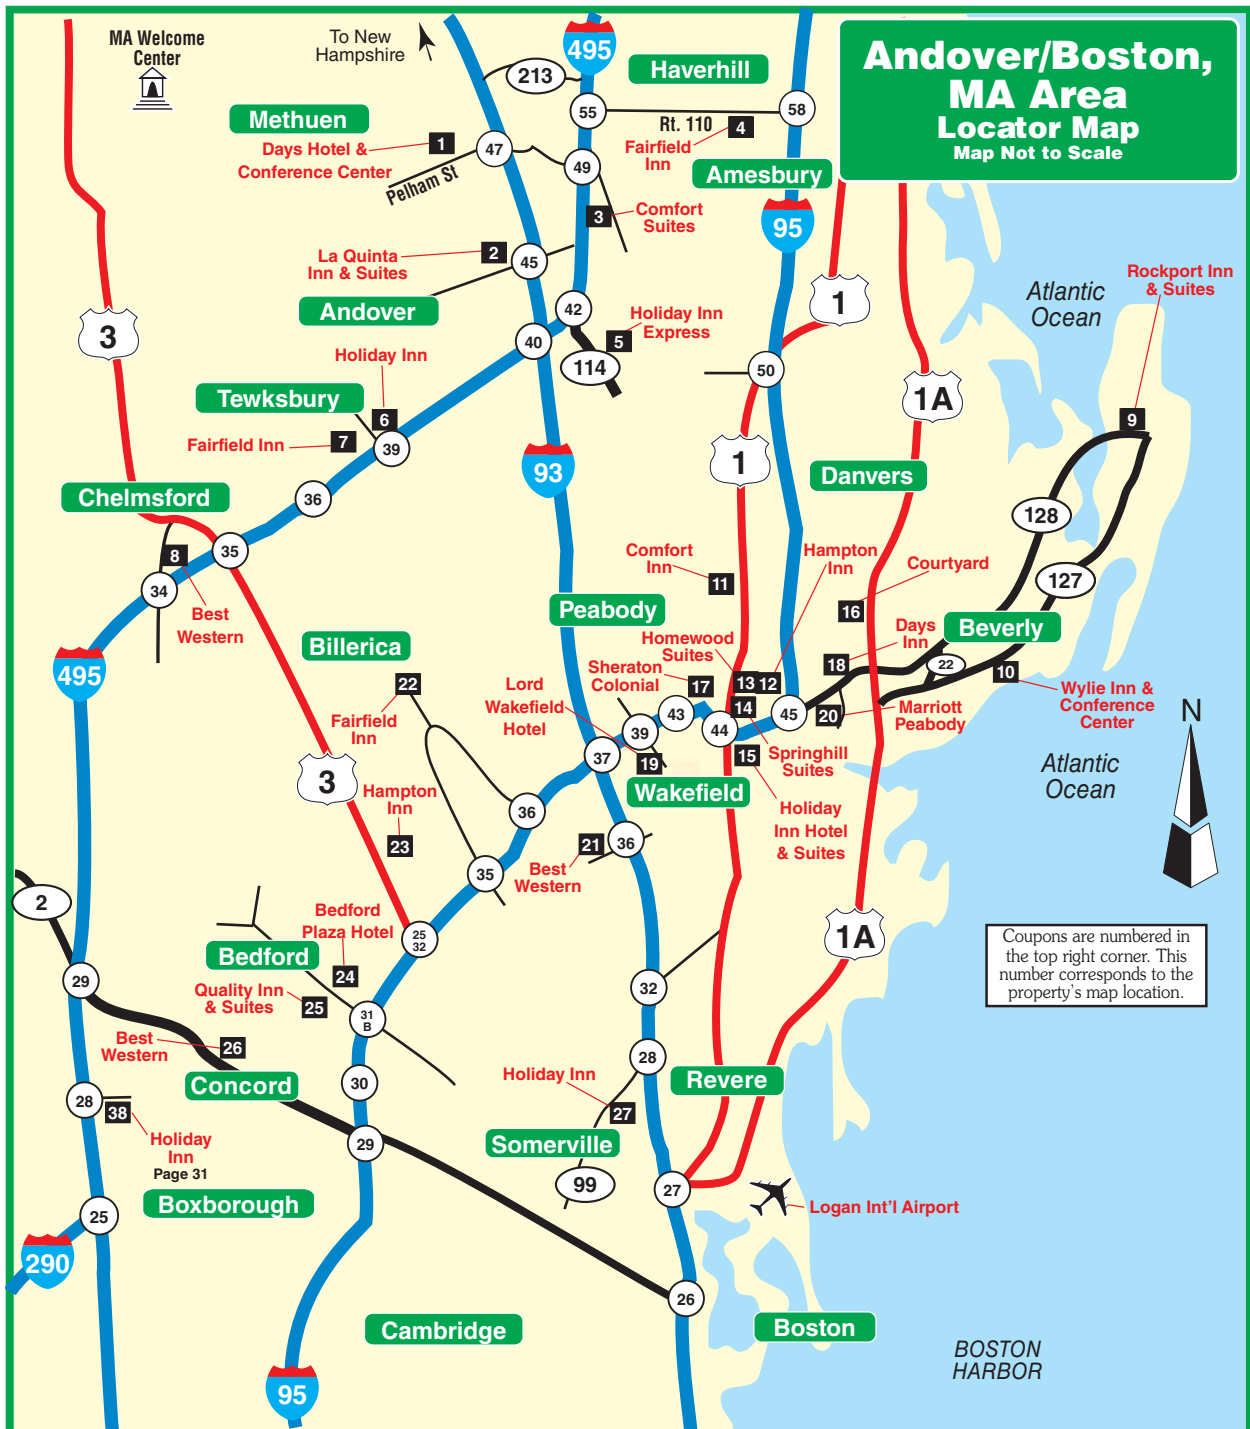 MA Welcome
Center
To New
Hampshire
495
213
Haverhill
Andover/Boston,
MA Area
Locator Map
Map Not to Scale
Methuen
55
58
Rt. 110
4
Fairfield
Inn
1
Days Hotel &
Conference Center
Pelham St
47
49
Amesbury
3
Comfort
Suites
95
2
La Quinta
Inn & Suites
45
Andover
42
1
Atlantic
Ocean
Rockport Inn
& Suites
3
40
Holiday Inn
Express
5
114
Holiday Inn
50
1A
Tewksbury
6
7
Fairfield Inn
39
9
93
1
Danvers
Chelmsford
36
128
35
8
34
Best
Western
Comfort
Inn
11
Hampton
Inn
Courtyard
127
16
Peabody
Billerica
495
Homewood
Suites
Days
Inn
Beverly
Sheraton
Colonial
17
13
12
18
22
10
Wylie Inn &
Conference
Center
22
Fairfield
Inn
Lord
Wakefield
Hotel
43
14
45
20
Marriott
Peabody
N
39
44
37
19
15
Springhill
Suites
Wakefield
Atlantic
Ocean
3
Hampton
Inn
23
36
Holiday
Inn Hotel
& Suites
21
36
Best
Western
35
2
Bedford
Plaza Hotel
25
32
1A
Bedford
24
Coupons are numbered in
the top right corner. This
number corresponds to the
property's map location.
29
Quality Inn
& Suites
25
32
31
B
Best
Western
26
28
Holiday Inn
Revere
Concord
30
28
38
27
Holiday
Inn
Page 31
29
Somerville
99
27
Boxborough
Logan Int'l Airport
25
290
26
Cambridge
Boston
BOSTON
HARBOR
95